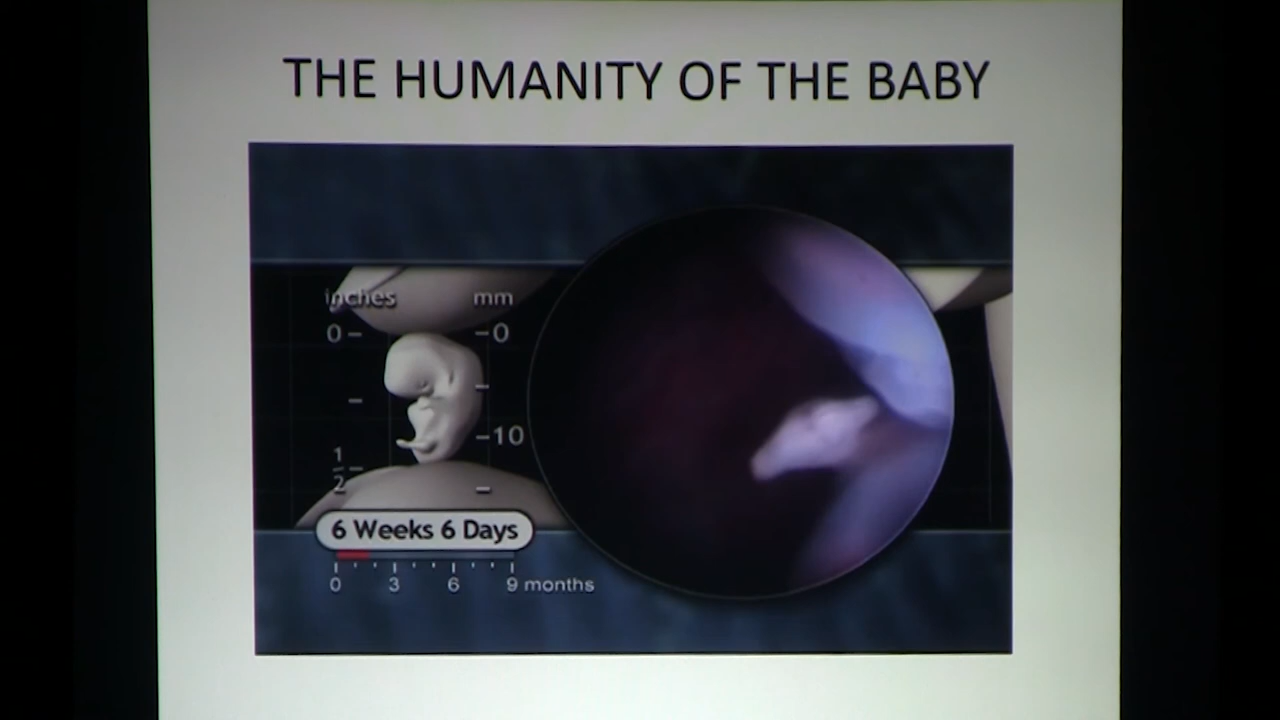 THE HUMANITY OF THE BABY
inches mm
0 0
10
1
2
6 Weeks 6 Days
0 3 6 9 months